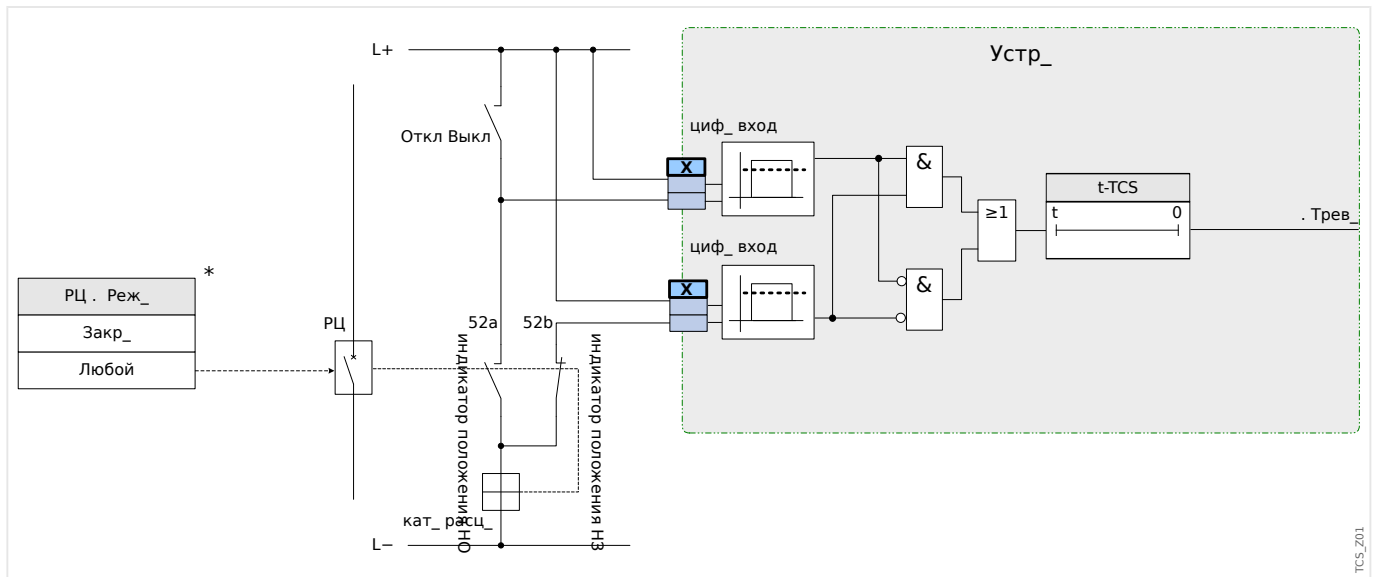 L+
Устр_
Откл Выкл
циф_ вход
X
&
t-TCS
t 0
≥1
. Трев_
циф_ вход
X
&
*
РЦ . Реж_
Закр_
Любой
РЦ
52a
52b
индикатор положения НО
индикатор положения НЗ
кат_ расц_
L−
TCS_Z01